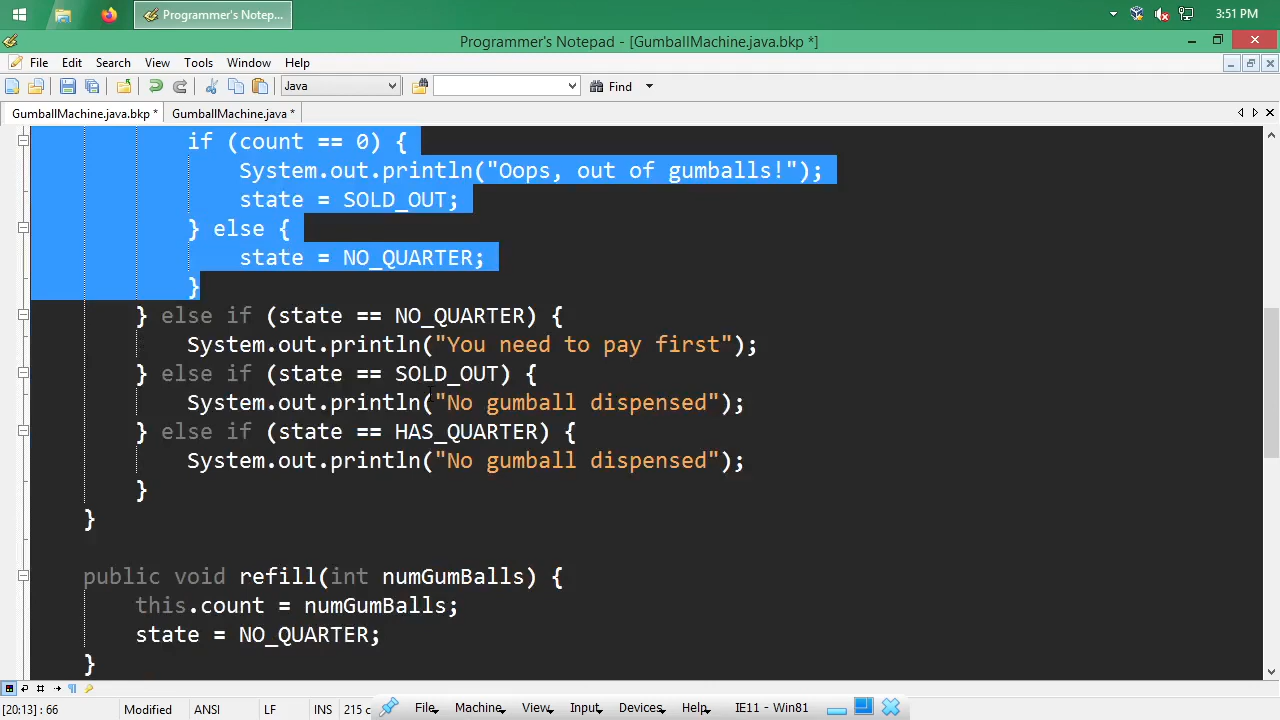 Programmer's Notep...
3:51 PM
Programmer's Notepad - [GumballMachine.java.bkp *]
File Edit Search View Tools Window Help
Java Find
GumballMachine.java.bkp * GumballMachine.java *
if (count == 0) {
System.out.println("Oops, out of gumballs!");
state = SOLD_OUT;
} else {
state = NO_QUARTER;
}
} else if (state == NO_QUARTER) {
System.out.println("You need to pay first");
} else if (state == SOLD_OUT) {
System.out.println("No gumball dispensed");
} else if (state == HAS_QUARTER) {
System.out.println("No gumball dispensed");
}
}
public void refill(int numGumBalls) {
this.count = numGumBalls;
state = NO_QUARTER;
}
[20:13] : 66 Modified ANSI LF INS 215 c File Machine View Input Devices Help IE11 - Win81